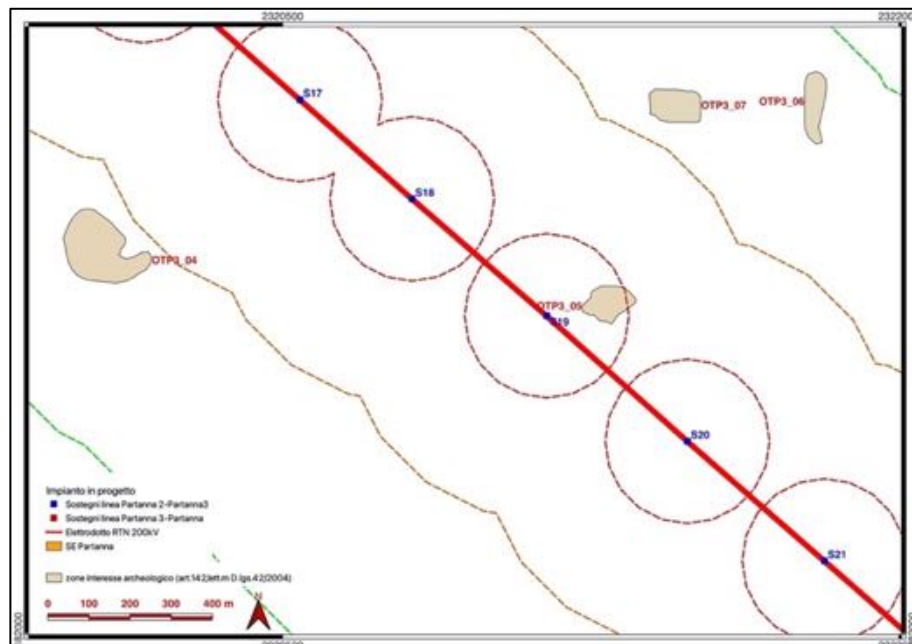 2320500
S17
OTP3_07
OTP3_06
S18
OTP3_04
OTP3_05
S19
S20
S21
Impianto in progetto
Sostegni linea Partanna 2-Partanna3
Sostegni linea Partanna 3-Partanna
Elettrodotto RTN 200kV
SE Partanna
zone interesse archeologico (art.142,lett.m D.lgs.42(2004)
0 100 200 300 400 m